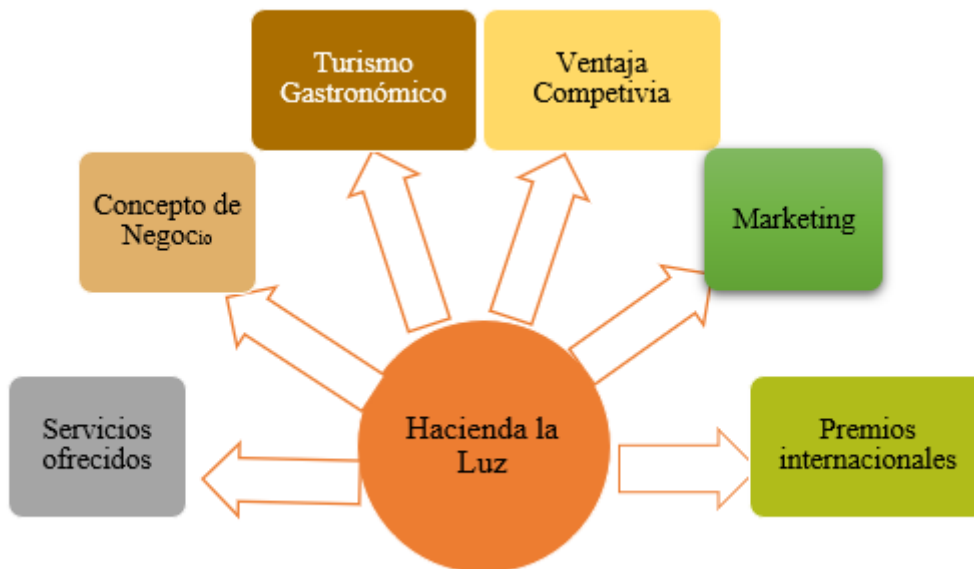 Turismo
Gastronómico
Ventaja
Competivia
Concepto de
Negocio
Marketing
Servicios
ofrecidos
Hacienda la
Luz
Premios
internacionales